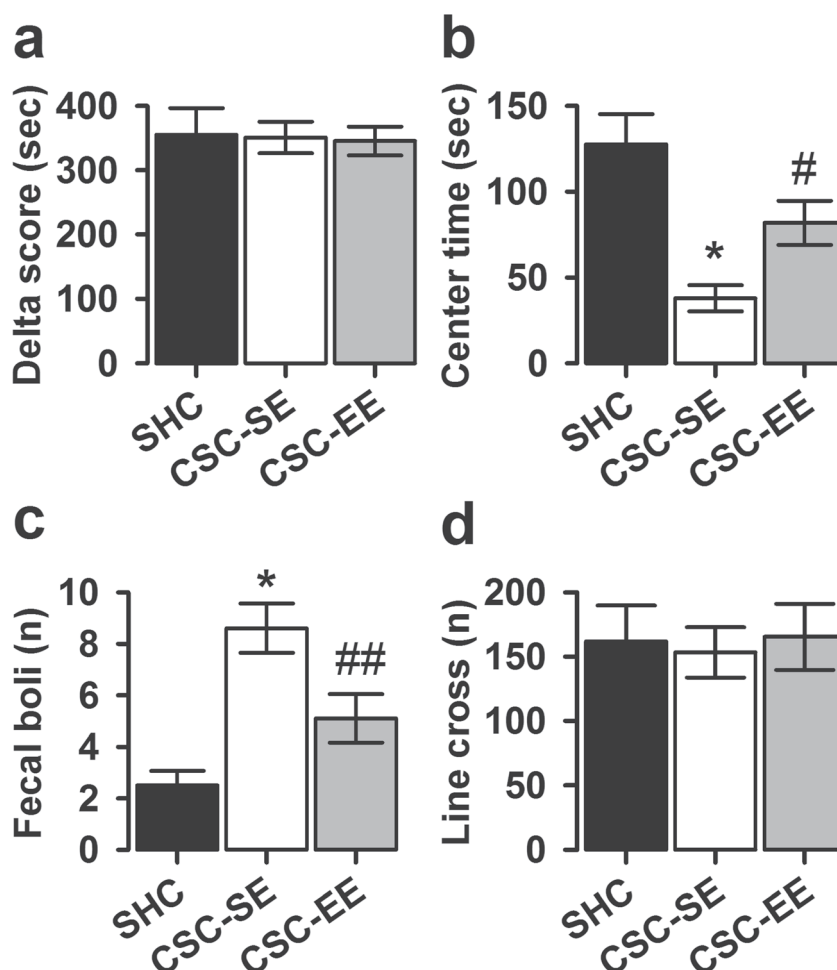 a
Delta score (sec)
400
300
200
100
0
SHC
CSC-SE
CSC-EE
b
Center time (sec)
150
100
50
0
*
#
SHC
CSC-SE
CSC-EE
c
Fecal boli (n)
10
8
6
4
2
0
*
##
SHC
CSC-SE
CSC-EE
d
Line cross (n)
200
150
100
50
0
SHC
CSC-SE
CSC-EE